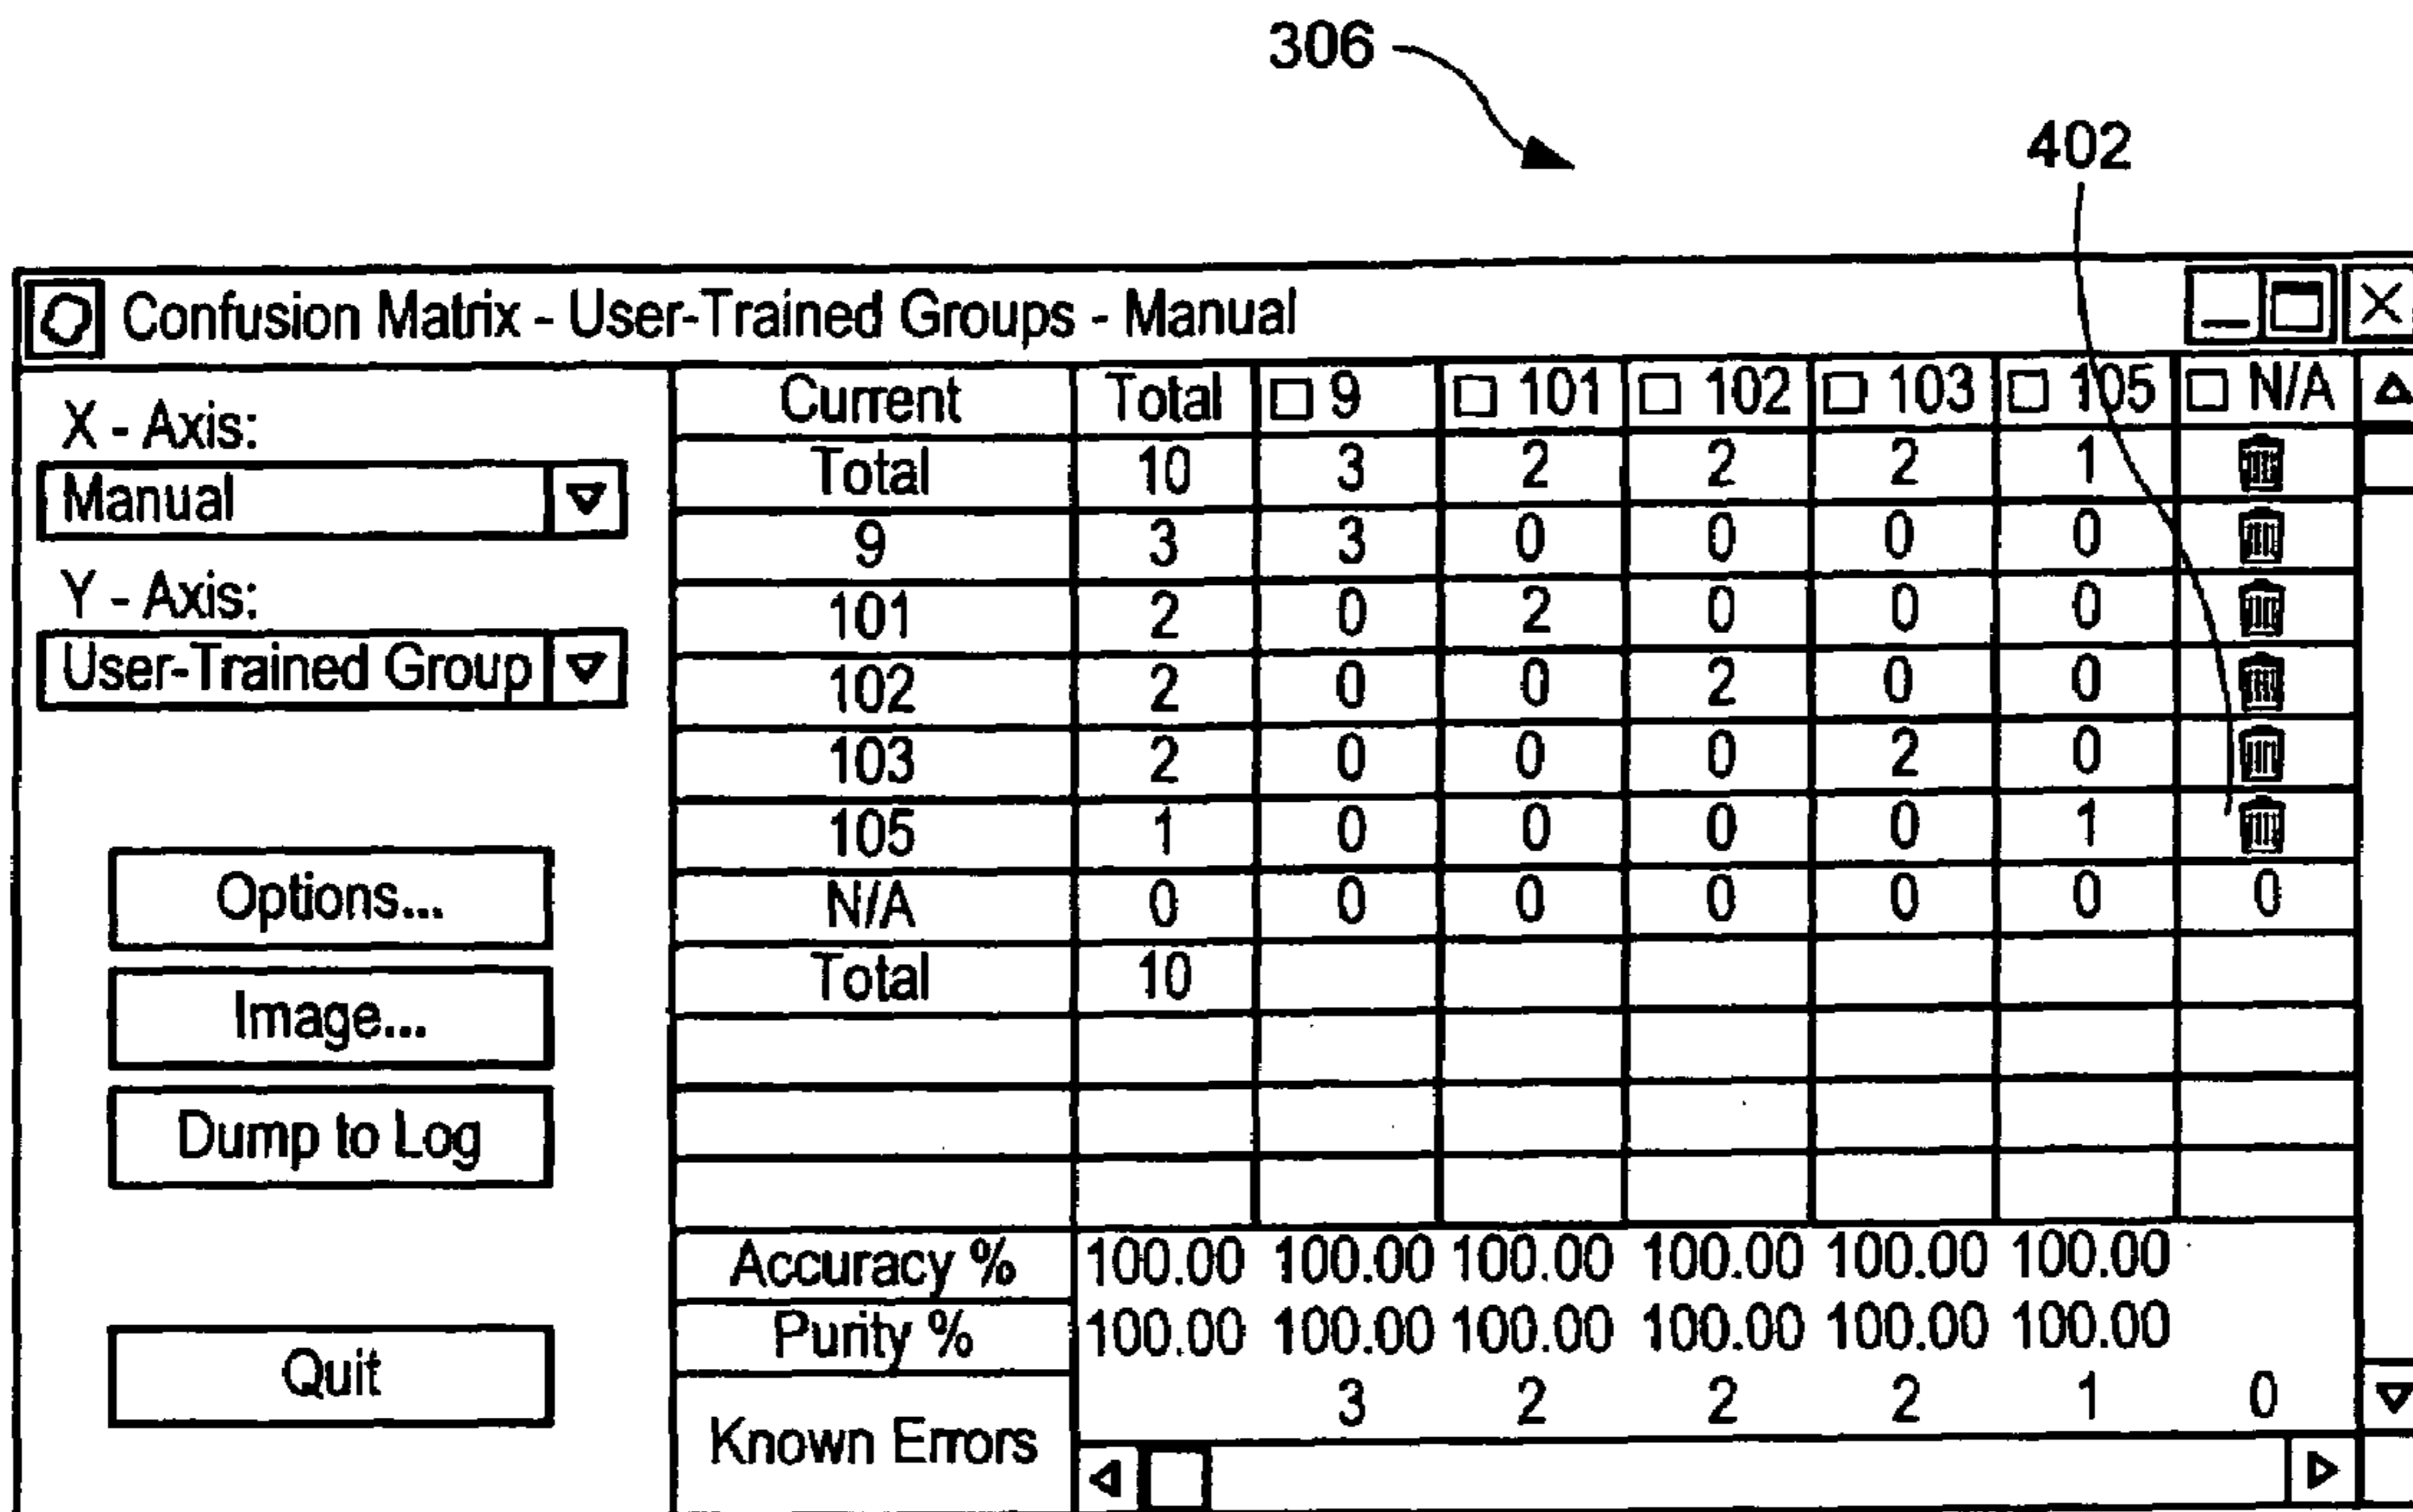 306
402
Confusion Matrix - User-Trained Groups - Manual
X - Axis:
Manual
Y - Axis:
User-Trained Group
Options...
Image...
Dump to Log
Quit
Current Total 9 101 102 103 105 N/A
Total 10 3 2 2 2 1
9 3 3 0 0 0 0
101 2 0 2 0 0 0
102 2 0 0 2 0 0
103 2 0 0 0 2 0
105 1 0 0 0 0 1
N/A 0 0 0 0 0 0 0
Total 10
Accuracy % 100.00 100.00 100.00 100.00 100.00 100.00
Purity % 100.00 100.00 100.00 100.00 100.00 100.00
3 2 2 2 1 0
Known Errors